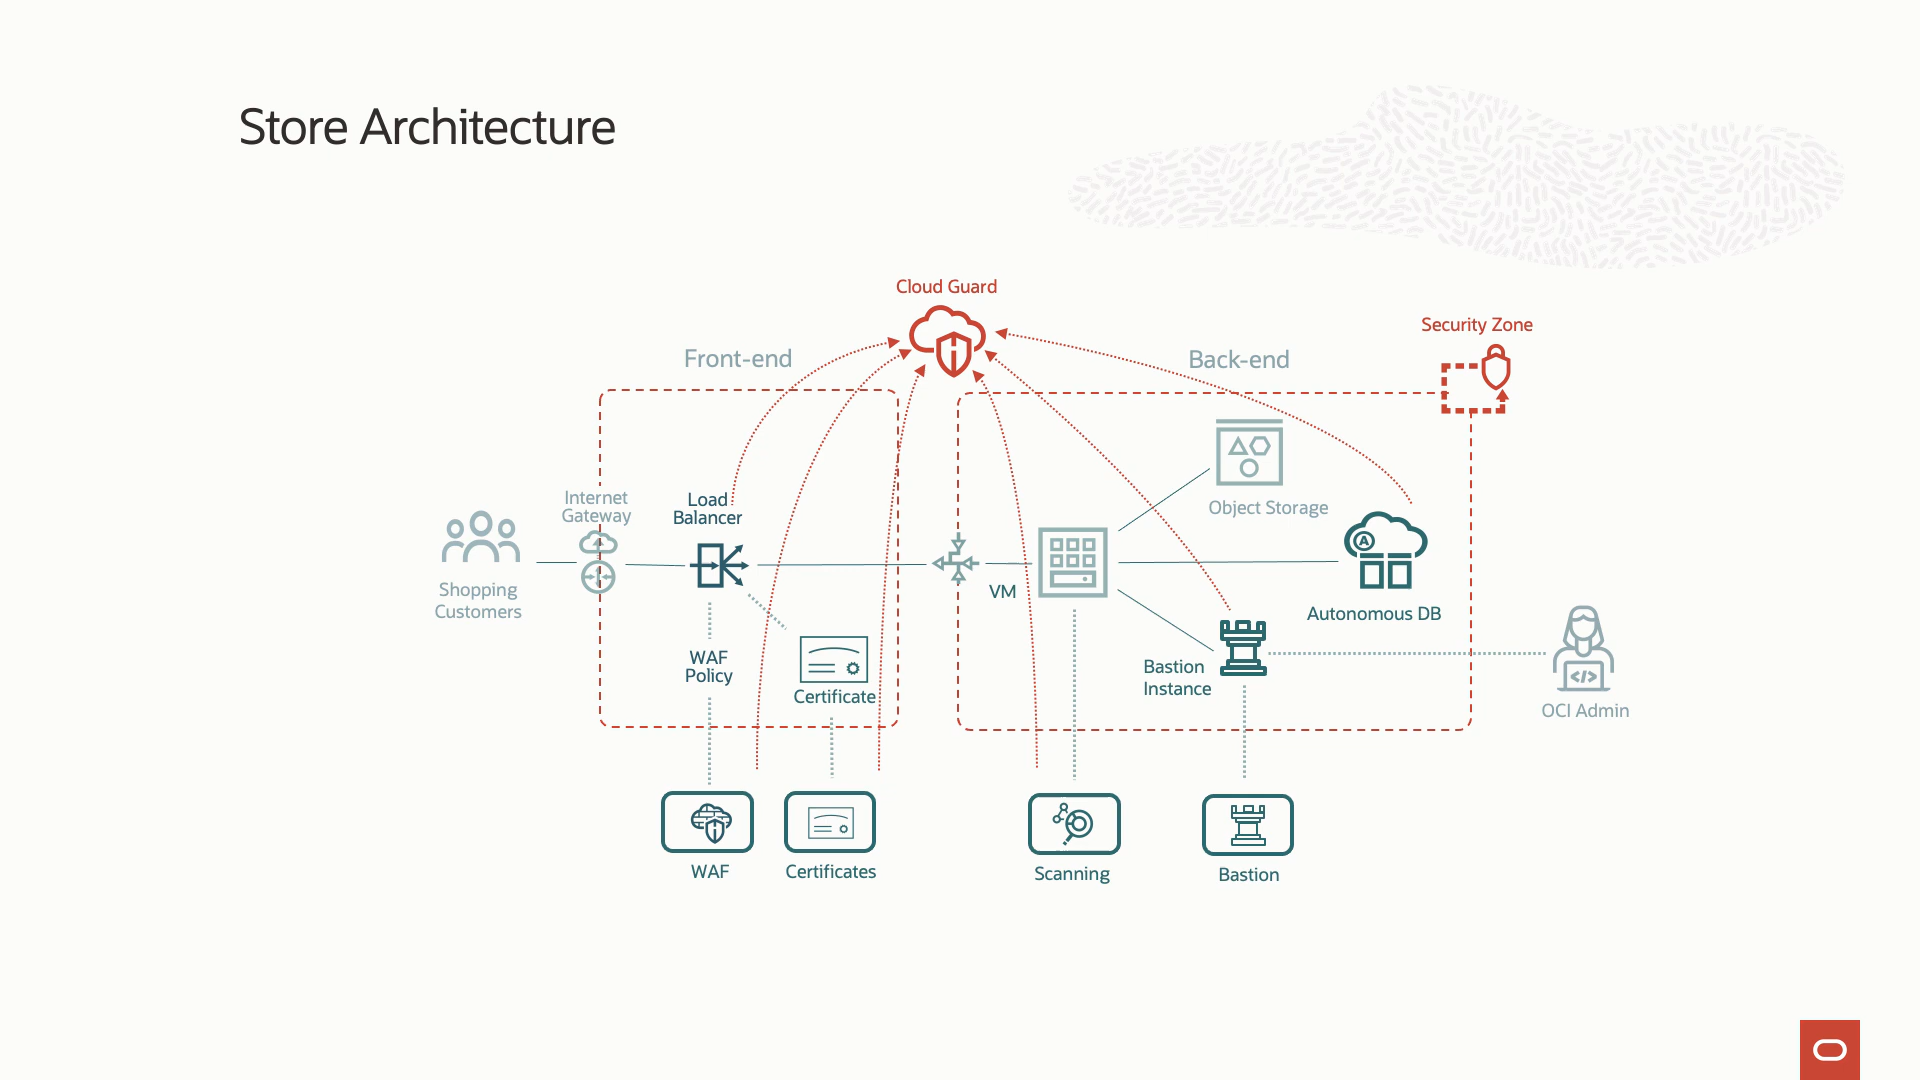 Store Architecture
Cloud Guard
Security Zone
Front-end
Back-end
Internet
Gateway
Load
Balancer
Object Storage
Shopping
Customers
VM
A
Autonomous DB
WAF
Policy
Certificate
Bastion
Instance
</>
OCI Admin
WAF
Certificates
Scanning
Bastion